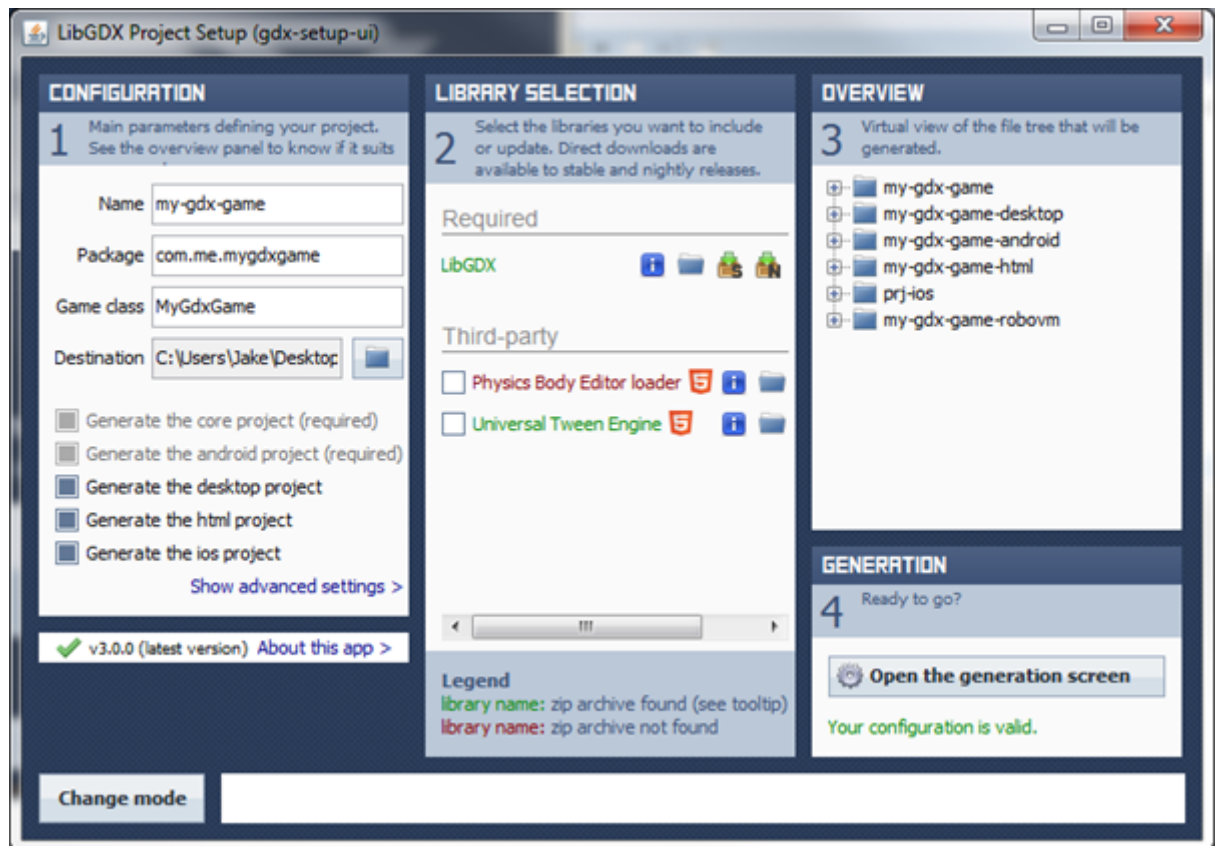 LibGDX Project Setup (gdx-setup-ui)
CONFIGURATION
1
Main parameters defining your project.
See the overview panel to know if it suits
Name
my-gdx-game
Package
com.me.mygdxgame
Game class
MyGdxGame
Destination
C:\Users\Jake\Desktop
Generate the core project (required)
Generate the android project (required)
Generate the desktop project
Generate the html project
Generate the ios project
Show advanced settings >
v3.0.0 (latest version) About this app >
LIBRARY SELECTION
2
Select the libraries you want to include
or update. Direct downloads are
available to stable and nightly releases.
Required
LibGDX
S
N
Third-party
Physics Body Editor loader
Universal Tween Engine
Legend
library name: zip archive found (see tooltip)
library name: zip archive not found
OVERVIEW
3
Virtual view of the file tree that will be
generated.
my-gdx-game
my-gdx-game-desktop
my-gdx-game-android
my-gdx-game-html
prj-ios
my-gdx-game-robovm
GENERATION
4
Ready to go?
Open the generation screen
Your configuration is valid.
Change mode